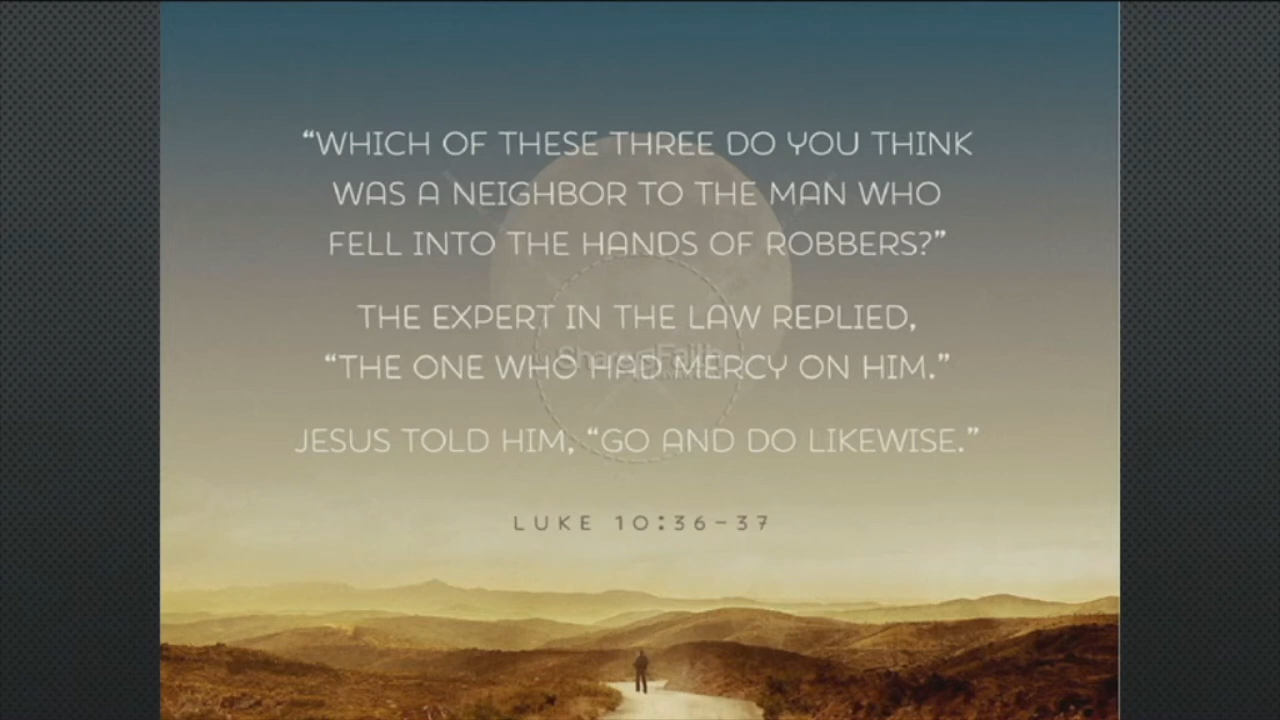 “WHICH OF THESE THREE DO YOU THINK
WAS A NEIGHBOR TO THE MAN WHO
FELL INTO THE HANDS OF ROBBERS?”
THE EXPERT IN THE LAW REPLIED,
“THE ONE WHO HAD MERCY ON HIM.”
JESUS TOLD HIM, “GO AND DO LIKEWISE.”
LUKE 10:36-37